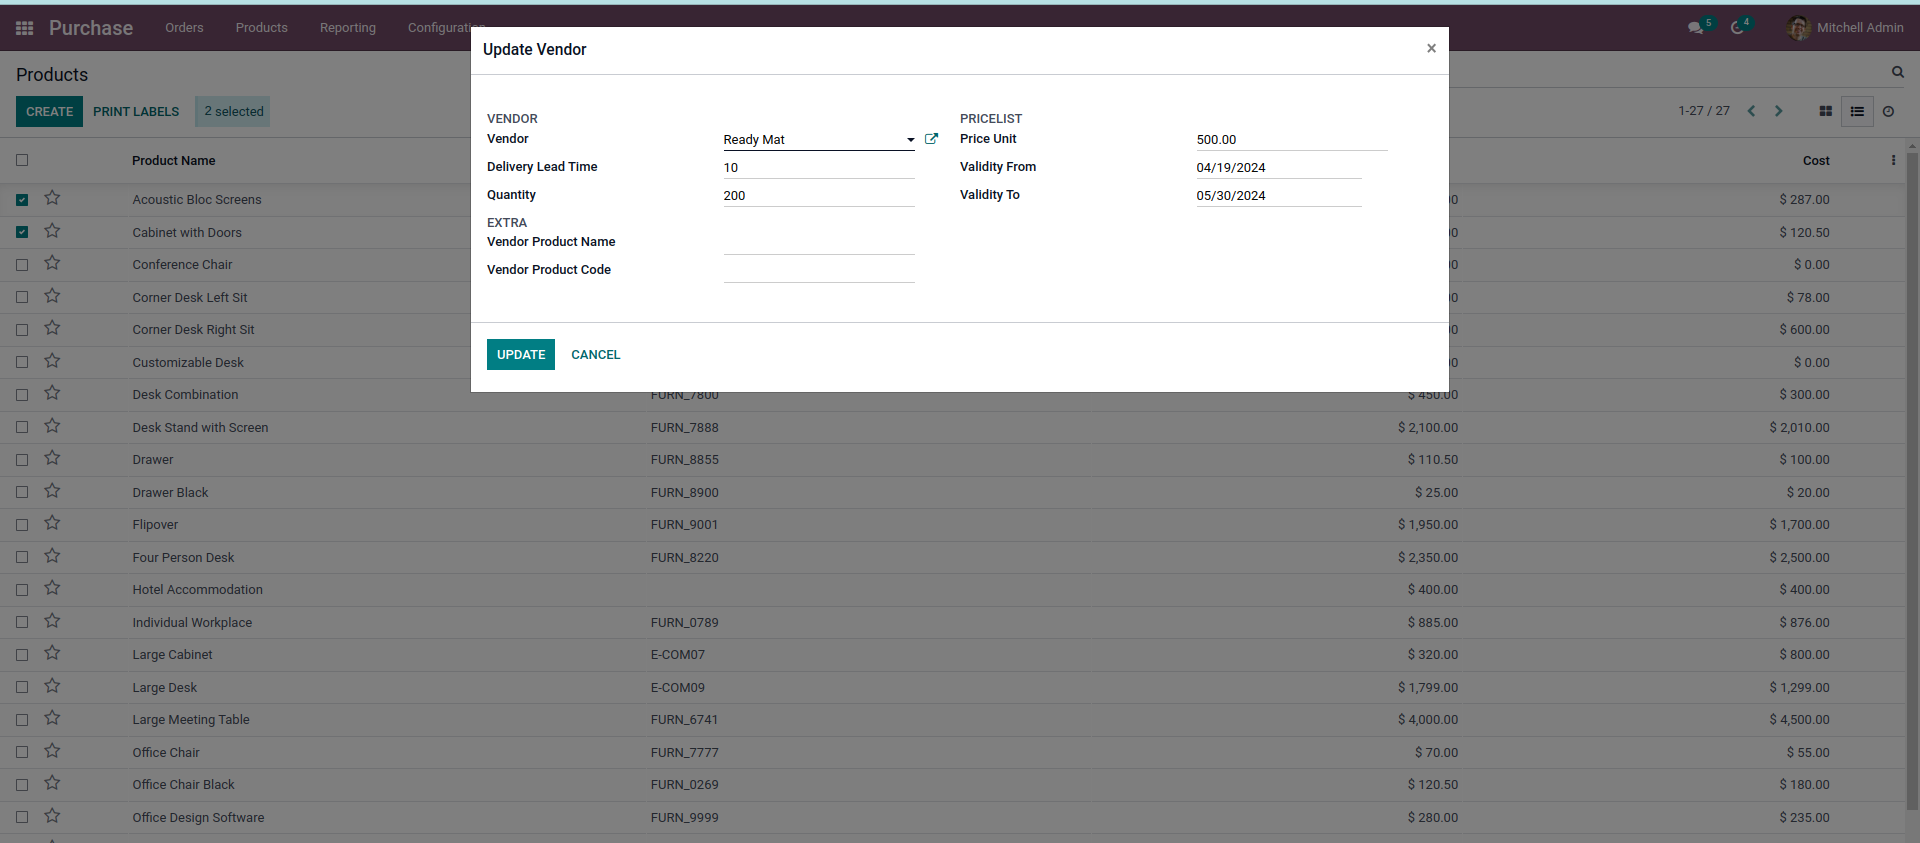 Purchase Orders Products Reporting Configuration 5 4 Mitchell Admin
Update Vendor ×
Products
CREATE PRINT LABELS 2 selected 1-27 / 27
VENDOR PRICELIST
Vendor Ready Mat Price Unit 500.00
Delivery Lead Time 10 Validity From 04/19/2024
Quantity 200 Validity To 05/30/2024
EXTRA
Vendor Product Name
Vendor Product Code
UPDATE CANCEL
Product Name Cost
Acoustic Bloc Screens 0 $ 287.00
Cabinet with Doors 0 $ 120.50
Conference Chair 0 $ 0.00
Corner Desk Left Sit 0 $ 78.00
Corner Desk Right Sit 0 $ 600.00
Customizable Desk 0 $ 0.00
Desk Combination FURN_7800 $ 450.00 $ 300.00
Desk Stand with Screen FURN_7888 $ 2,100.00 $ 2,010.00
Drawer FURN_8855 $ 110.50 $ 100.00
Drawer Black FURN_8900 $ 25.00 $ 20.00
Flipover FURN_9001 $ 1,950.00 $ 1,700.00
Four Person Desk FURN_8220 $ 2,350.00 $ 2,500.00
Hotel Accommodation $ 400.00 $ 400.00
Individual Workplace FURN_0789 $ 885.00 $ 876.00
Large Cabinet E-COM07 $ 320.00 $ 800.00
Large Desk E-COM09 $ 1,799.00 $ 1,299.00
Large Meeting Table FURN_6741 $ 4,000.00 $ 4,500.00
Office Chair FURN_7777 $ 70.00 $ 55.00
Office Chair Black FURN_0269 $ 120.50 $ 180.00
Office Design Software FURN_9999 $ 280.00 $ 235.00